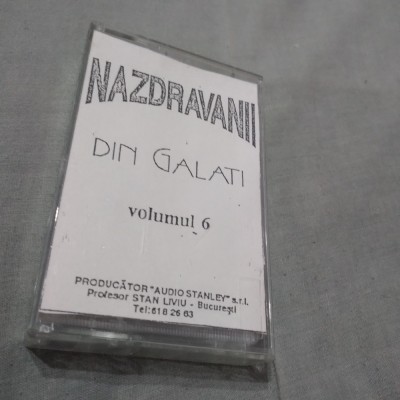 NAZDRAVANII
DIN GALATI
volumul 6
PRODUCĂTOR "AUDIO STANLEY" s.r.l.
Profesor STAN LIVIU - Bucureşti
Tel:618 26 63